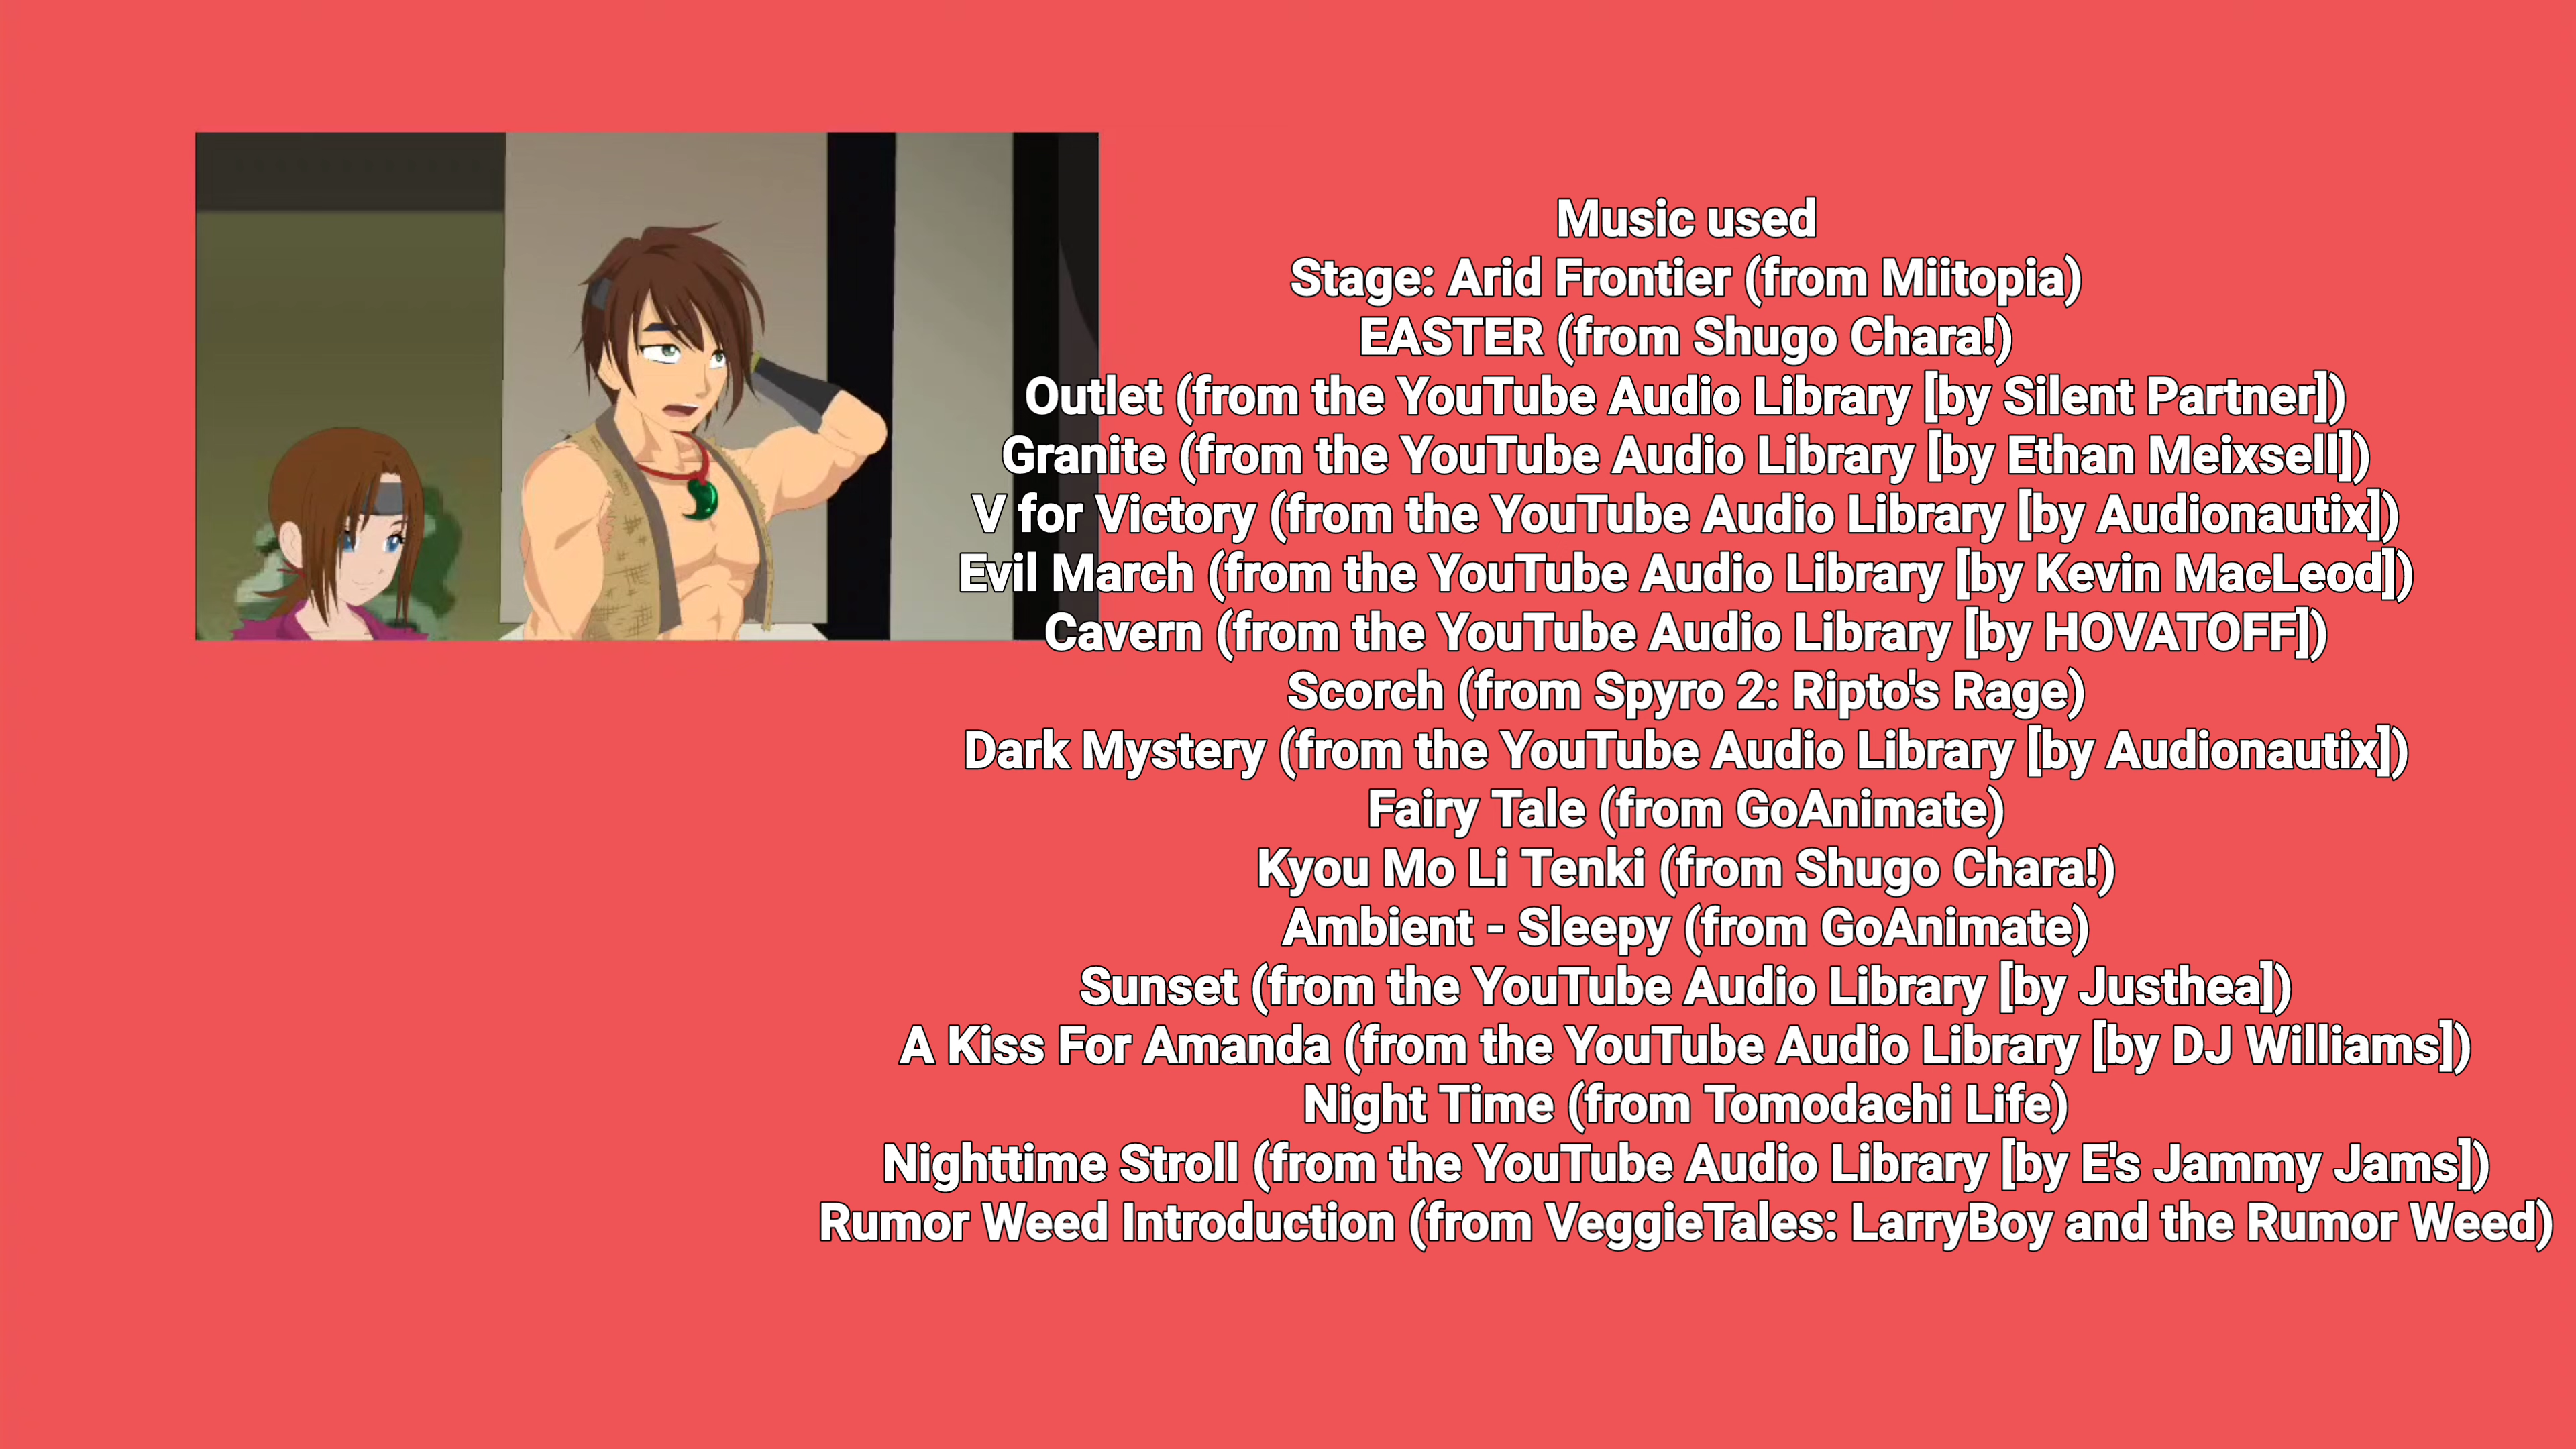 Music used
Stage: Arid Frontier (from Miitopia)
EASTER (from Shugo Chara!)
Outlet (from the YouTube Audio Library [by Silent Partner])
Granite (from the YouTube Audio Library [by Ethan Meixsell])
V for Victory (from the YouTube Audio Library [by Audionautix])
Evil March (from the YouTube Audio Library [by Kevin MacLeod])
Cavern (from the YouTube Audio Library [by HOVATOFF])
Scorch (from Spyro 2: Ripto's Rage)
Dark Mystery (from the YouTube Audio Library [by Audionautix])
Fairy Tale (from GoAnimate)
Kyou Mo Li Tenki (from Shugo Chara!)
Ambient - Sleepy (from GoAnimate)
Sunset (from the YouTube Audio Library [by Justhea])
A Kiss For Amanda (from the YouTube Audio Library [by DJ Williams])
Night Time (from Tomodachi Life)
Nighttime Stroll (from the YouTube Audio Library [by E's Jammy Jams])
Rumor Weed Introduction (from VeggieTales: LarryBoy and the Rumor Weed)